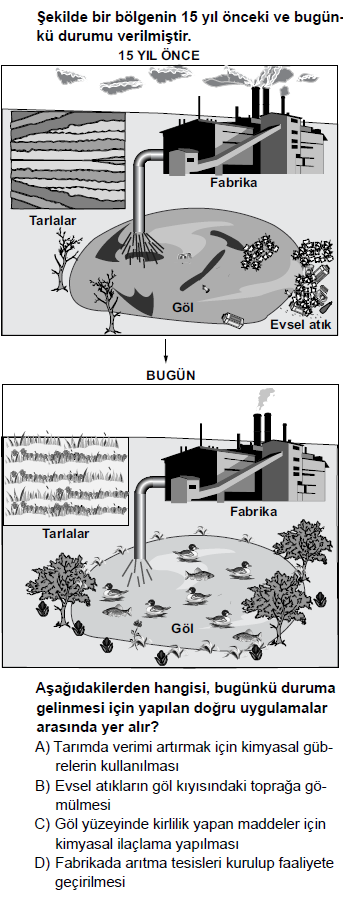 Şekilde bir bölgenin 15 yıl önceki ve bugün-
kü durumu verilmiştir.
15 YIL ÖNCE
Fabrika
Tarlalar
Göl
Evsel atık
BUGÜN
Fabrika
Tarlalar
Göl
Aşağıdakilerden hangisi, bugünkü duruma
gelinmesi için yapılan doğru uygulamalar
arasında yer alır?
A) Tarımda verimi artırmak için kimyasal güb-
relerin kullanılması
B) Evsel atıkların göl kıyısındaki toprağa gö-
mülmesi
C) Göl yüzeyinde kirlilik yapan maddeler için
kimyasal ilaçlama yapılması
D) Fabrikada arıtma tesisleri kurulup faaliyete
geçirilmesi